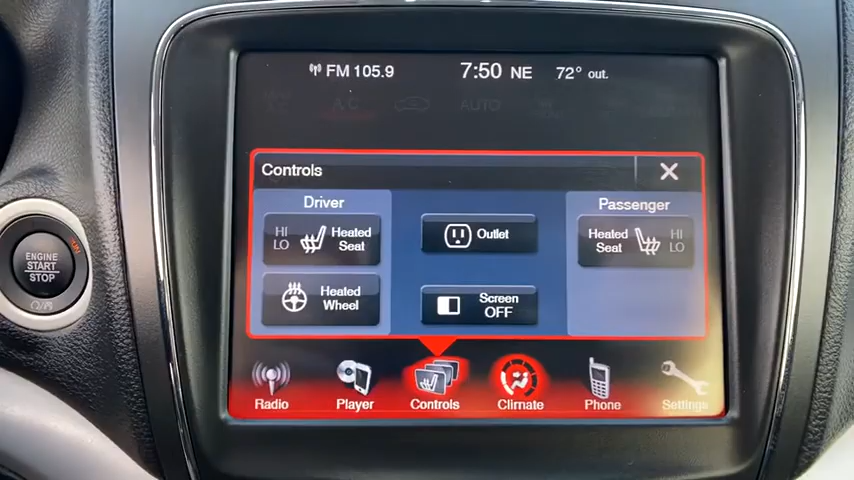 FM 105.9 7:50 NE 72° out.
A/C AUTO
Controls
Driver Passenger
HI LO Heated Seat
Outlet
Heated Seat HI LO
Heated Wheel
Screen OFF
ENGINE
START
STOP
Radio Player Controls Climate Phone Settings